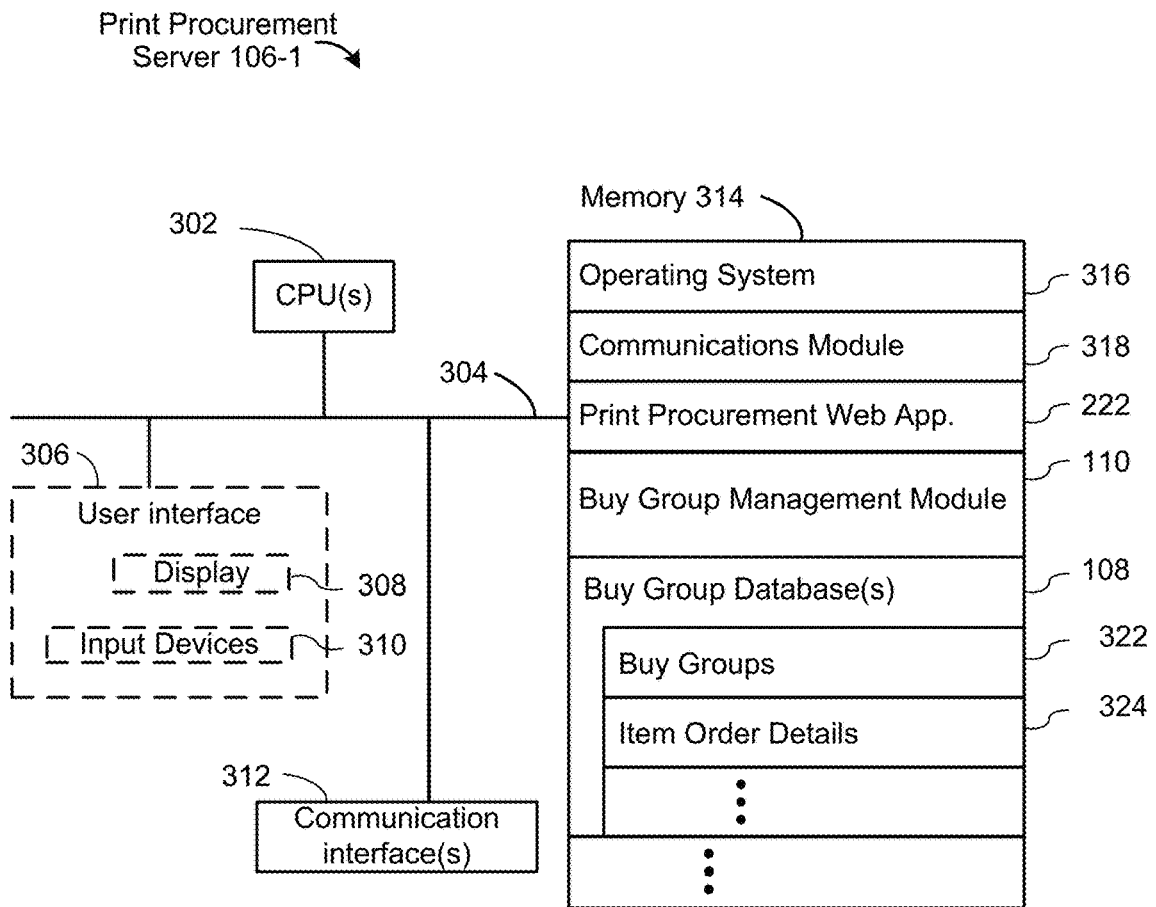 Print Procurement
Server 106-1
Memory 314
302
CPU(s)
304
306
User interface
Display
308
Input Devices
310
312
Communication
interface(s)
Operating System
316
Communications Module
318
Print Procurement Web App.
222
110
Buy Group Management Module
108
Buy Group Database(s)
322
Buy Groups
324
Item Order Details